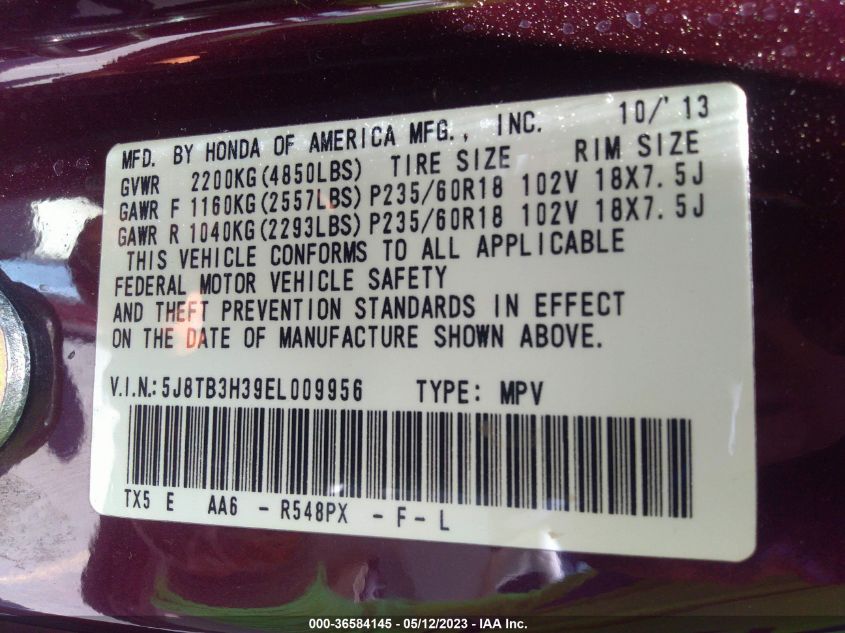 MFD. BY HONDA OF AMERICA MFG., INC. 10/'13
GVWR 2200KG(4850LBS) TIRE SIZE RIM SIZE
GAWR F 1160KG(2557LBS)P235/60R18 102V 18X7.5J
GAWR R 1040KG(2293LBS)P235/60R18 102V 18X7.5J
THIS VEHICLE CONFORMS TO ALL APPLICABLE
FEDERAL MOTOR VEHICLE SAFETY
AND THEFT PREVENTION STANDARDS IN EFFECT
ON THE DATE OF MANUFACTURE SHOWN ABOVE.
V.I.N.: 5J8TB3H39EL009956 TYPE: MPV
TX5 E AA6 - R548PX - F - L
000-36584145 - 05/12/2023 - IAA Inc.